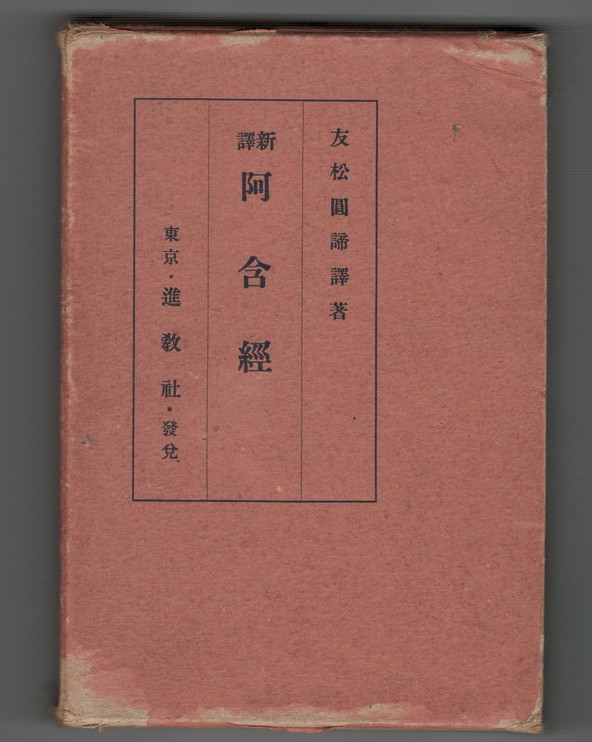 友松圓諦譯著
新譯 阿含經
東京・進教社・發兌